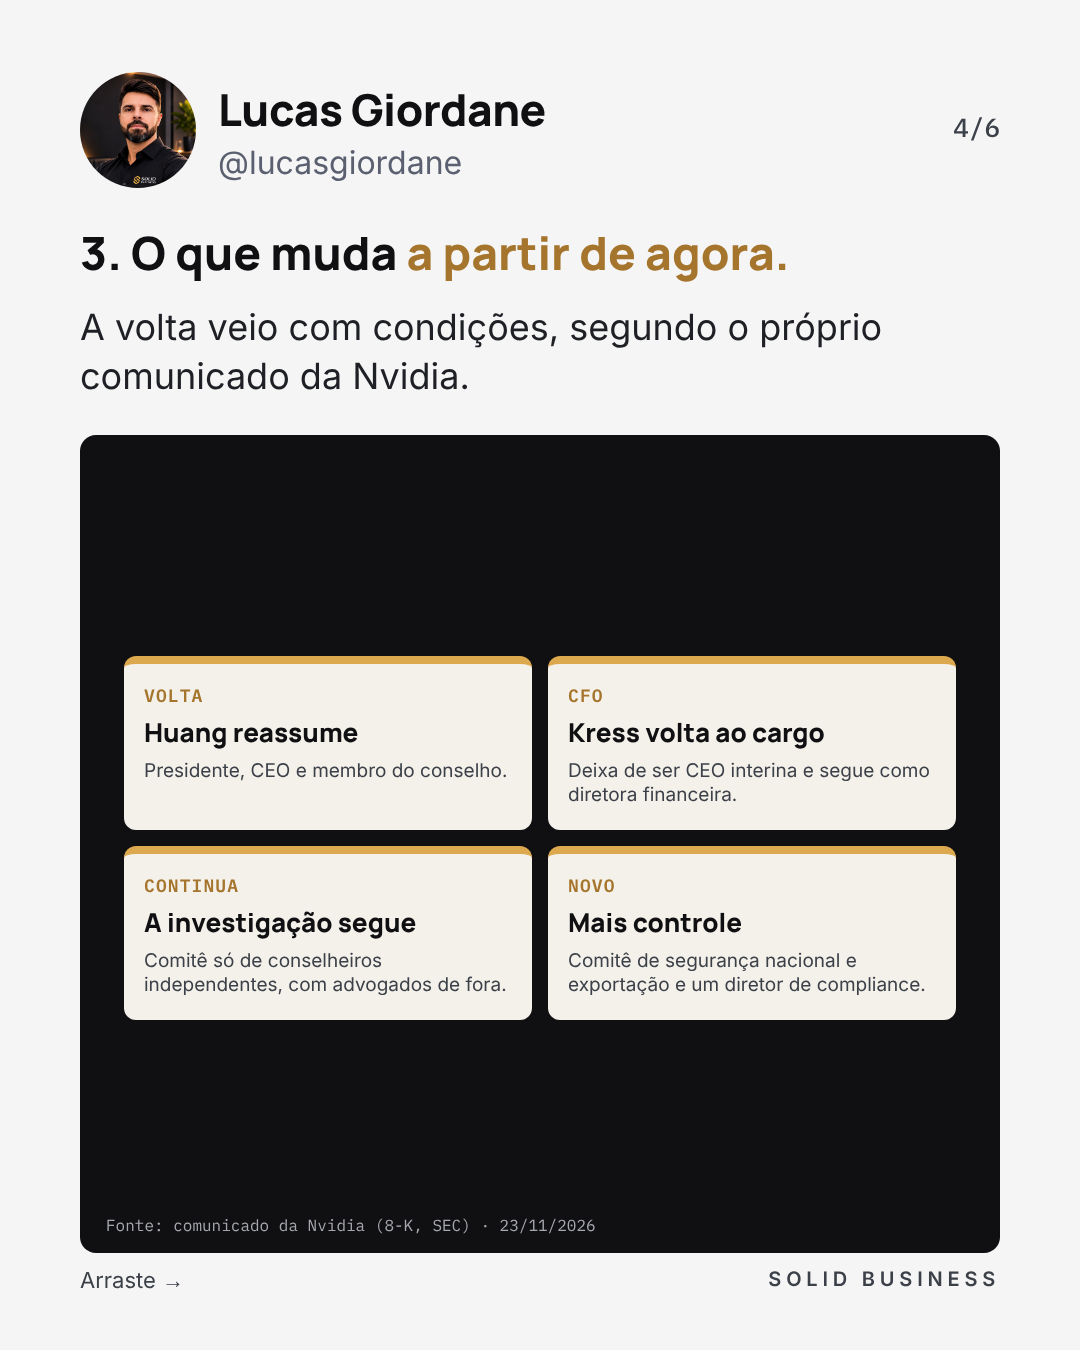 Lucas Giordane
@lucasgiordane
4/6
3. O que muda a partir de agora.
A volta veio com condições, segundo o próprio
comunicado da Nvidia.
VOLTA
Huang reassume
Presidente, CEO e membro do conselho.
CFO
Kress volta ao cargo
Deixa de ser CEO interina e segue como
diretora financeira.
CONTINUA
A investigação segue
Comitê só de conselheiros
independentes, com advogados de fora.
NOVO
Mais controle
Comitê de segurança nacional e
exportação e um diretor de compliance.
Fonte: comunicado da Nvidia (8-K, SEC) · 23/11/2026
Arraste →
SOLID BUSINESS